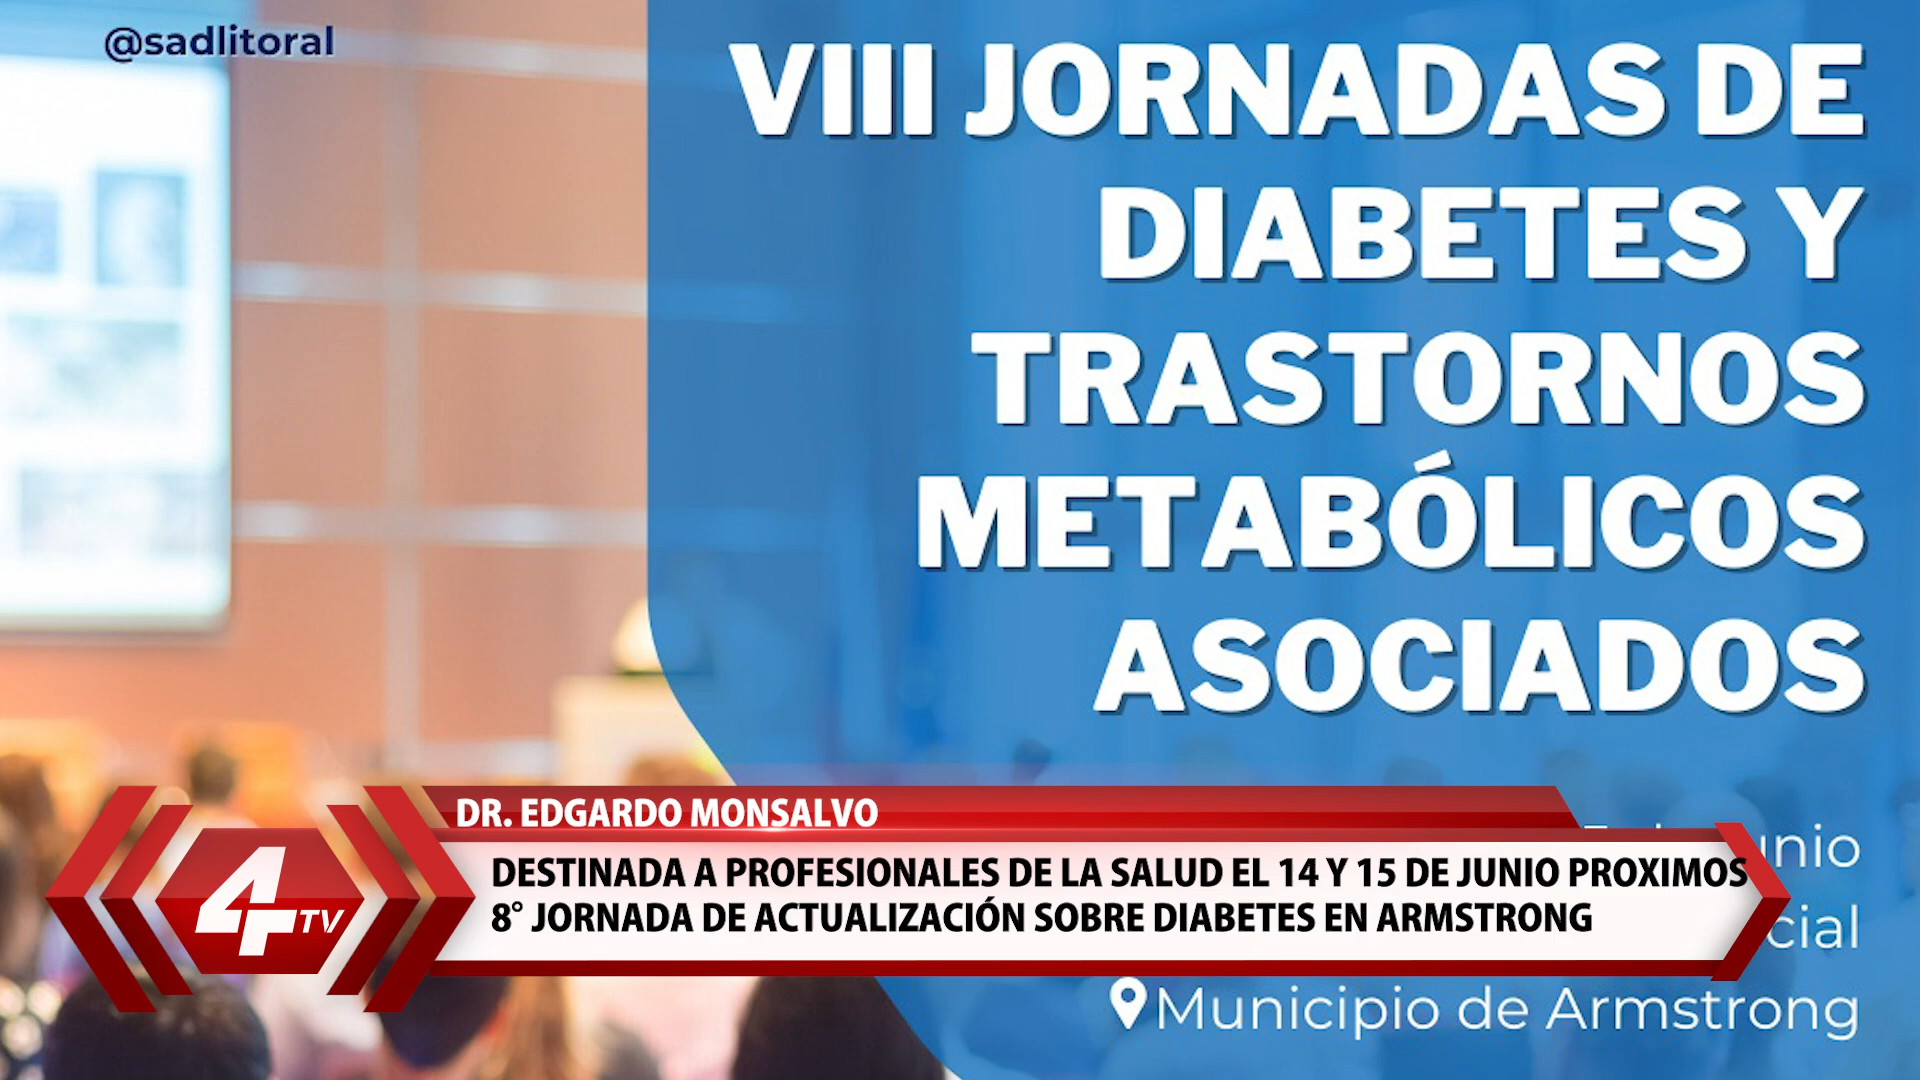 @sadlitoral
VIII JORNADAS DE
DIABETES Y
TRASTORNOS
METABÓLICOS
ASOCIADOS
DR. EDGARDO MONSALVO
DESTINADA A PROFESIONALES DE LA SALUD EL 14 Y 15 DE JUNIO PROXIMOS
8° JORNADA DE ACTUALIZACIÓN SOBRE DIABETES EN ARMSTRONG
4TV
Municipio de Armstrong